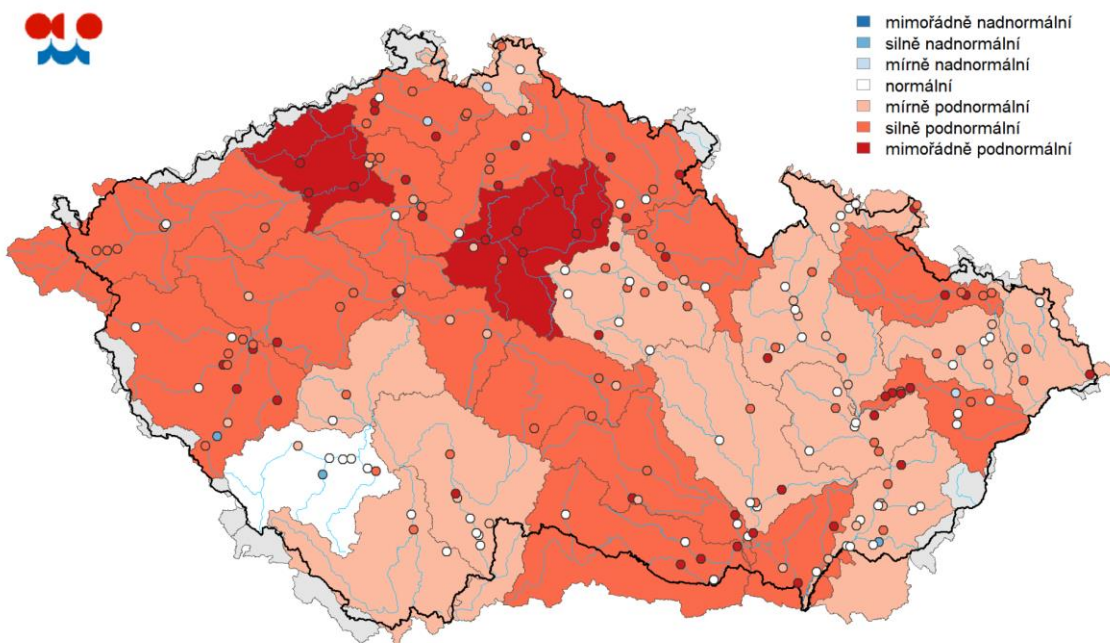 mimořádně nadnormální
silně nadnormální
mírně nadnormální
normální
mírně podnormální
silně podnormální
mimořádně podnormální